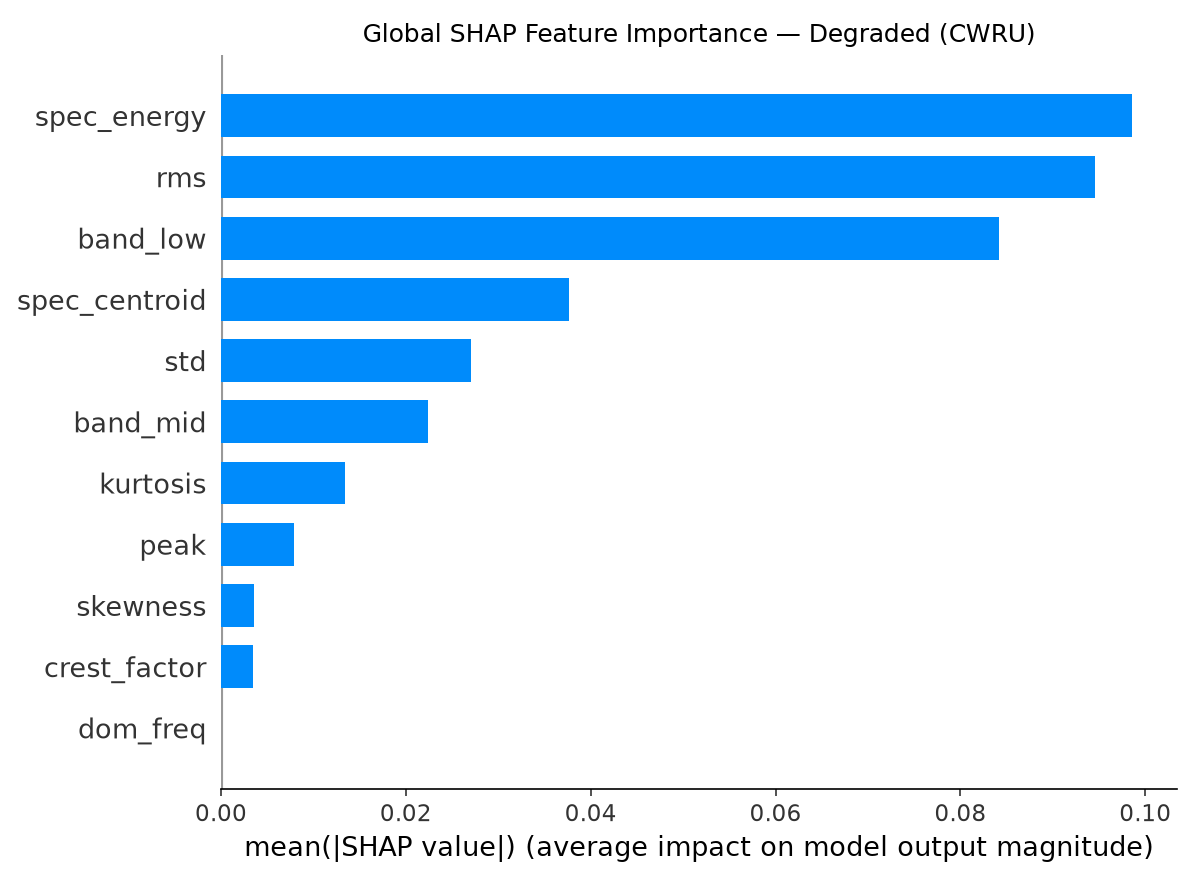 Global SHAP Feature Importance — Degraded (CWRU)
spec_energy
rms
band_low
spec_centroid
std
band_mid
kurtosis
peak
skewness
crest_factor
dom_freq
0.00 0.02 0.04 0.06 0.08 0.10
mean(|SHAP value|) (average impact on model output magnitude)